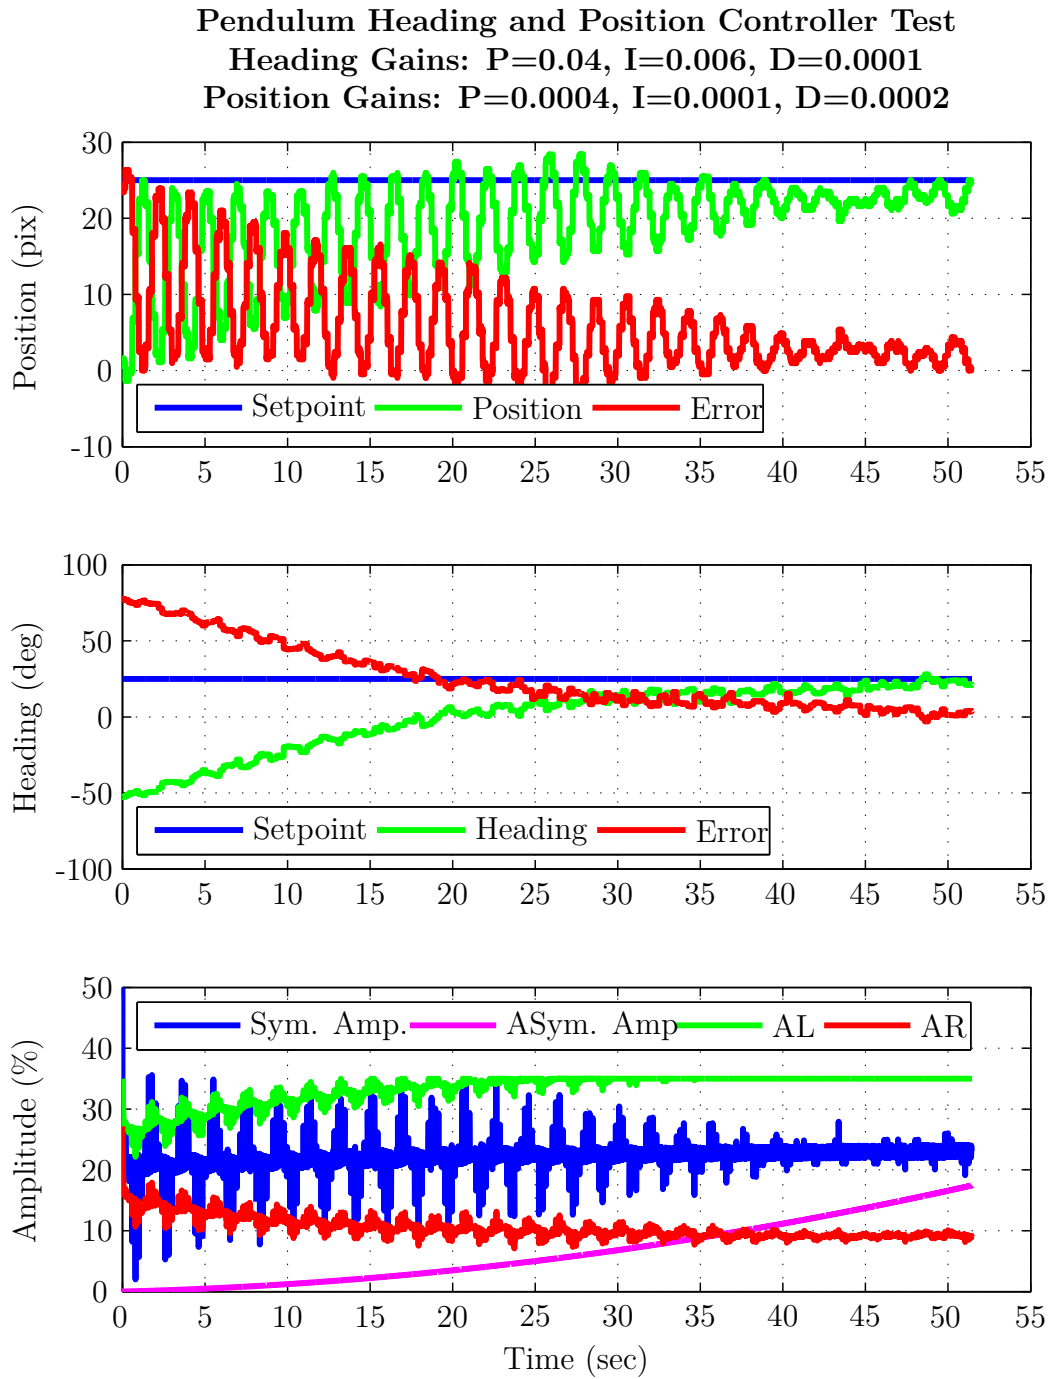 Pendulum Heading and Position Controller Test
Heading Gains: P=0.04, I=0.006, D=0.0001
Position Gains: P=0.0004, I=0.0001, D=0.0002
30
20
10
0
-10
Position (pix)
Setpoint Position Error
0 5 10 15 20 25 30 35 40 45 50 55
100
50
0
-50
-100
Heading (deg)
Setpoint Heading Error
0 5 10 15 20 25 30 35 40 45 50 55
50
40
30
20
10
0
Amplitude (%)
Sym. Amp. ASym. Amp AL AR
0 5 10 15 20 25 30 35 40 45 50 55
Time (sec)